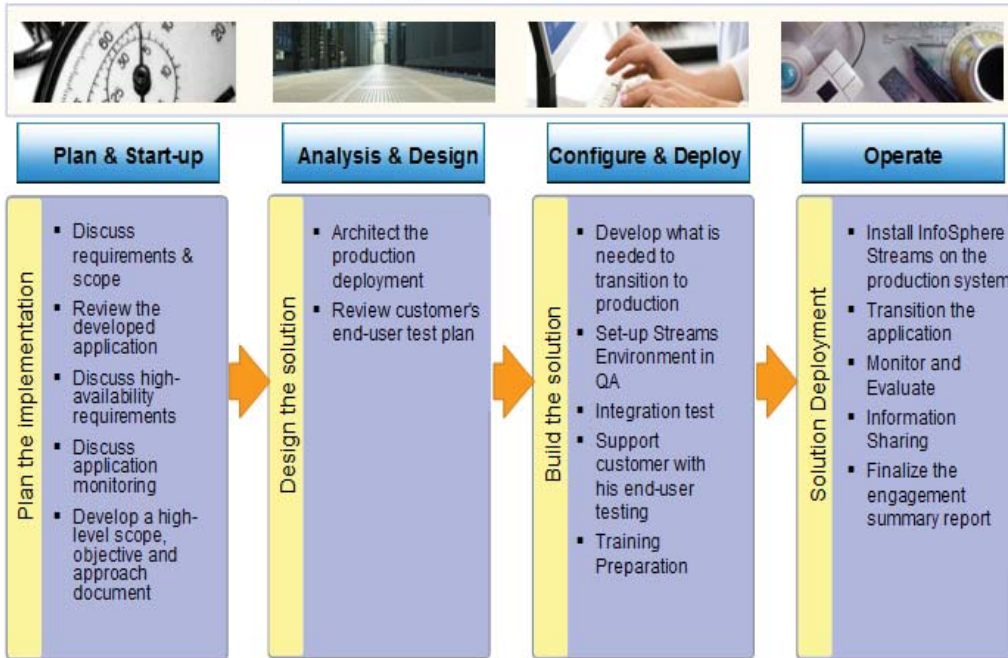 Plan & Start-up
Analysis & Design
Configure & Deploy
Operate
Plan the implementation
▪ Discuss
requirements &
scope
▪ Review the
developed
application
▪ Discuss high-
availability
requirements
▪ Discuss
application
monitoring
▪ Develop a high-
level scope,
objective and
approach
document
Design the solution
▪ Architect the
production
deployment
▪ Review customer's
end-user test plan
Build the solution
▪ Develop what is
needed to
transition to
production
▪ Set-up Streams
Environment in
QA
▪ Integration test
▪ Support
customer with
his end-user
testing
▪ Training
Preparation
Solution Deployment
▪ Install InfoSphere
Streams on the
production system
▪ Transition the
application
▪ Monitor and
Evaluate
▪ Information
Sharing
▪ Finalize the
engagement
summary report